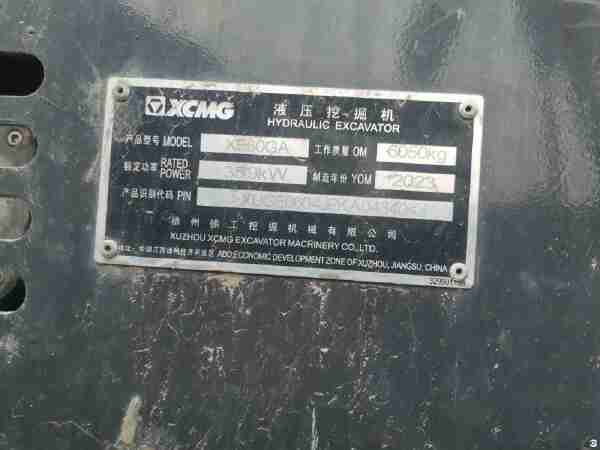 XCMG 液压挖掘机
HYDRAULIC EXCAVATOR
产品型号 MODEL XE60GA 工作质量 OM 6050kg
额定功率 RATED POWER kW 制造年份 YOM 2023
产品识别代码 PIN
徐州徐工挖掘机械有限公司
XUZHOU XCMG EXCAVATOR MACHINERY CO.,LTD.
ECONOMIC DEVELOPMENT ZONE OF XUZHOU, JIANGSU, CHINA